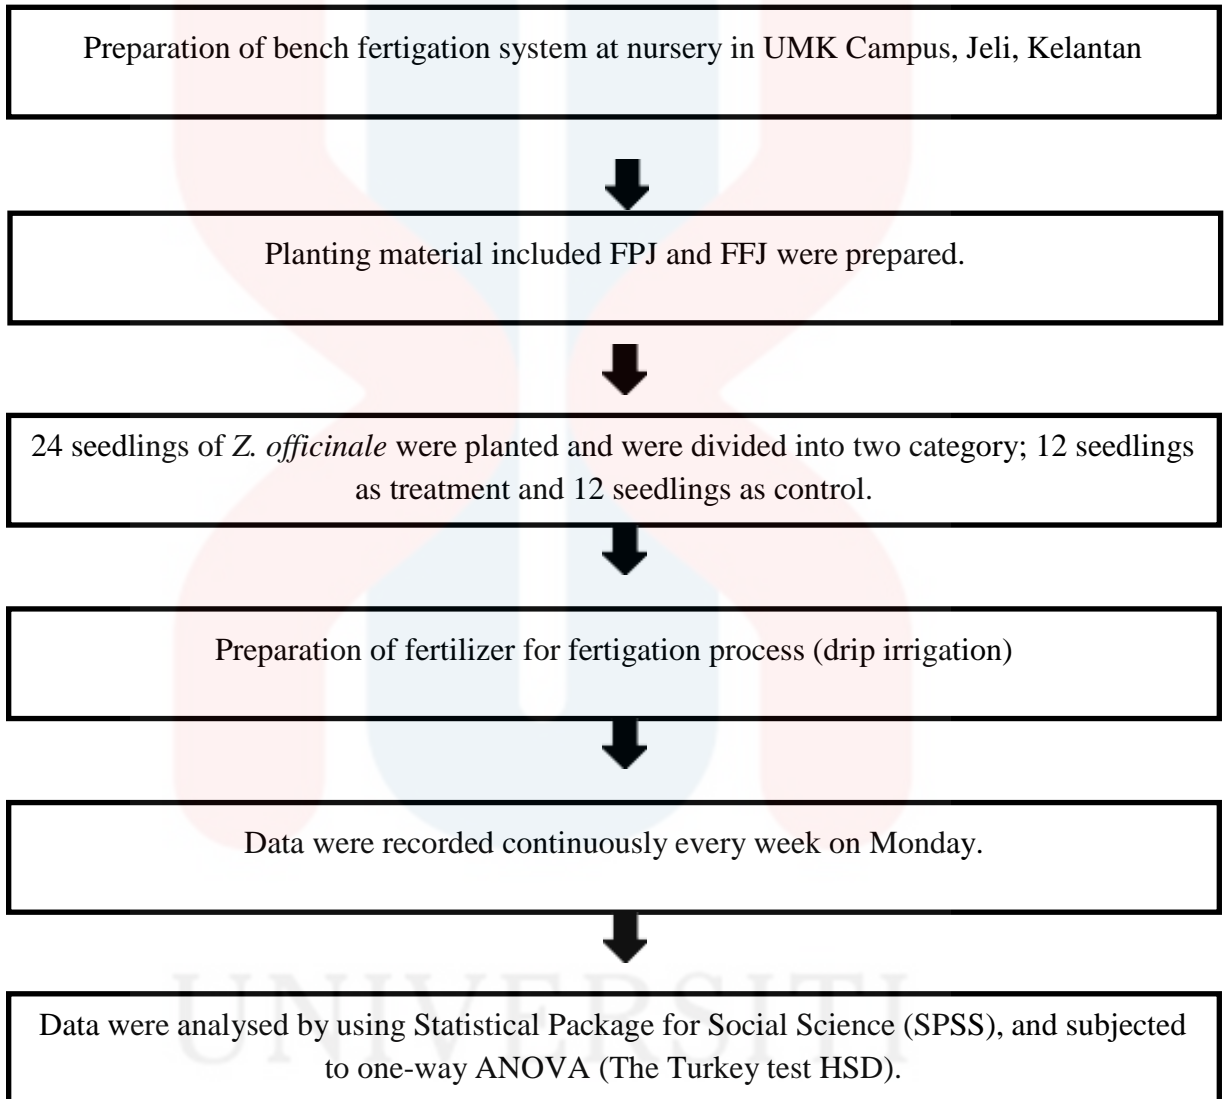 Preparation of bench fertigation system at nursery in UMK Campus, Jeli, Kelantan
Planting material included FPJ and FFJ were prepared.
24 seedlings of Z. officinale were planted and were divided into two category; 12 seedlings
as treatment and 12 seedlings as control.
Preparation of fertilizer for fertigation process (drip irrigation)
Data were recorded continuously every week on Monday.
UNIVERSITI
Data were analysed by using Statistical Package for Social Science (SPSS), and subjected
to one-way ANOVA (The Turkey test HSD).